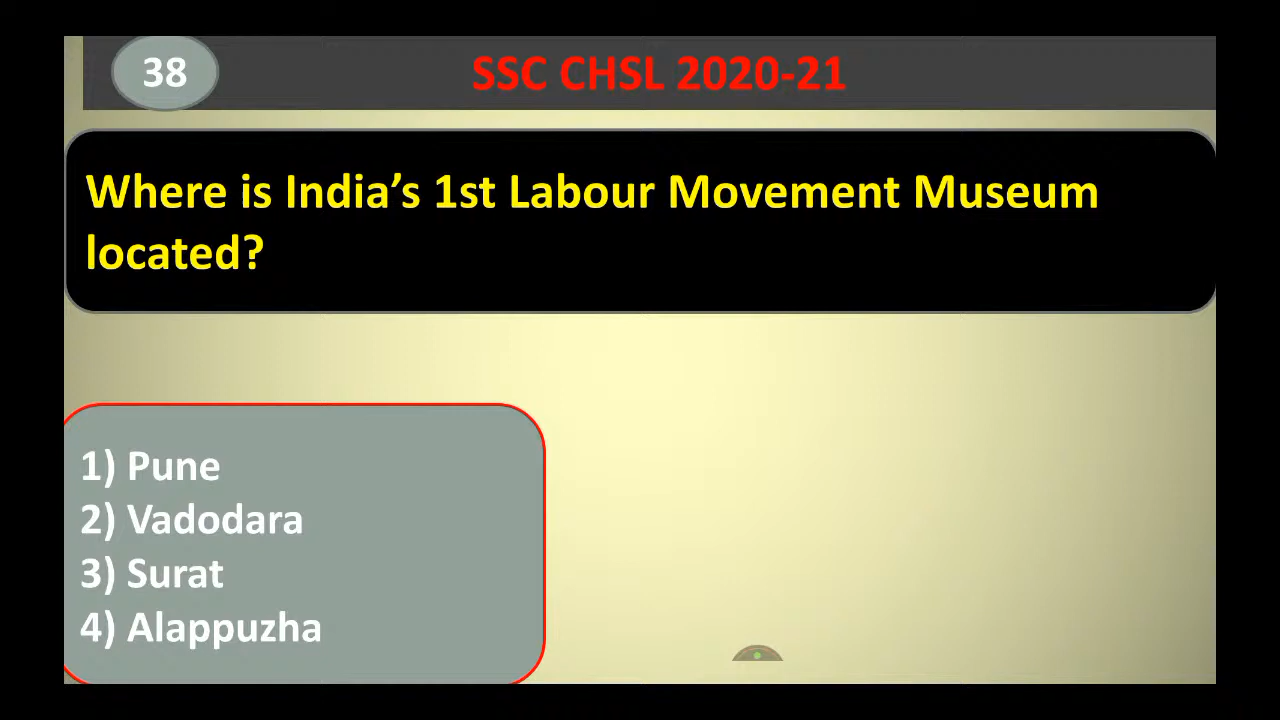 38
SSC CHSL 2020-21
Where is India’s 1st Labour Movement Museum
located?
1) Pune
2) Vadodara
3) Surat
4) Alappuzha